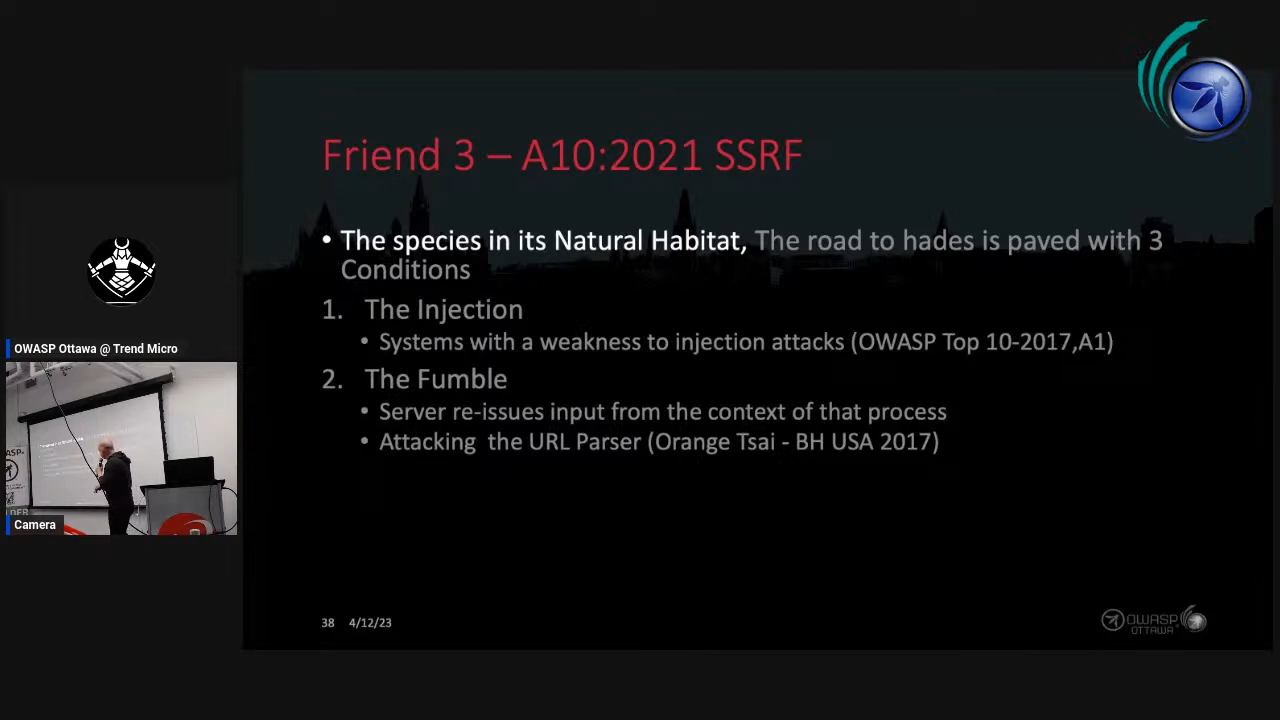 Friend 3 – A10:2021 SSRF
• The species in its Natural Habitat, The road to hades is paved with 3
Conditions
1. The Injection
• Systems with a weakness to injection attacks (OWASP Top 10-2017,A1)
2. The Fumble
• Server re-issues input from the context of that process
• Attacking the URL Parser (Orange Tsai - BH USA 2017)
38 4/12/23
OWASP
OTTAWA
OWASP Ottawa @ Trend Micro
Camera